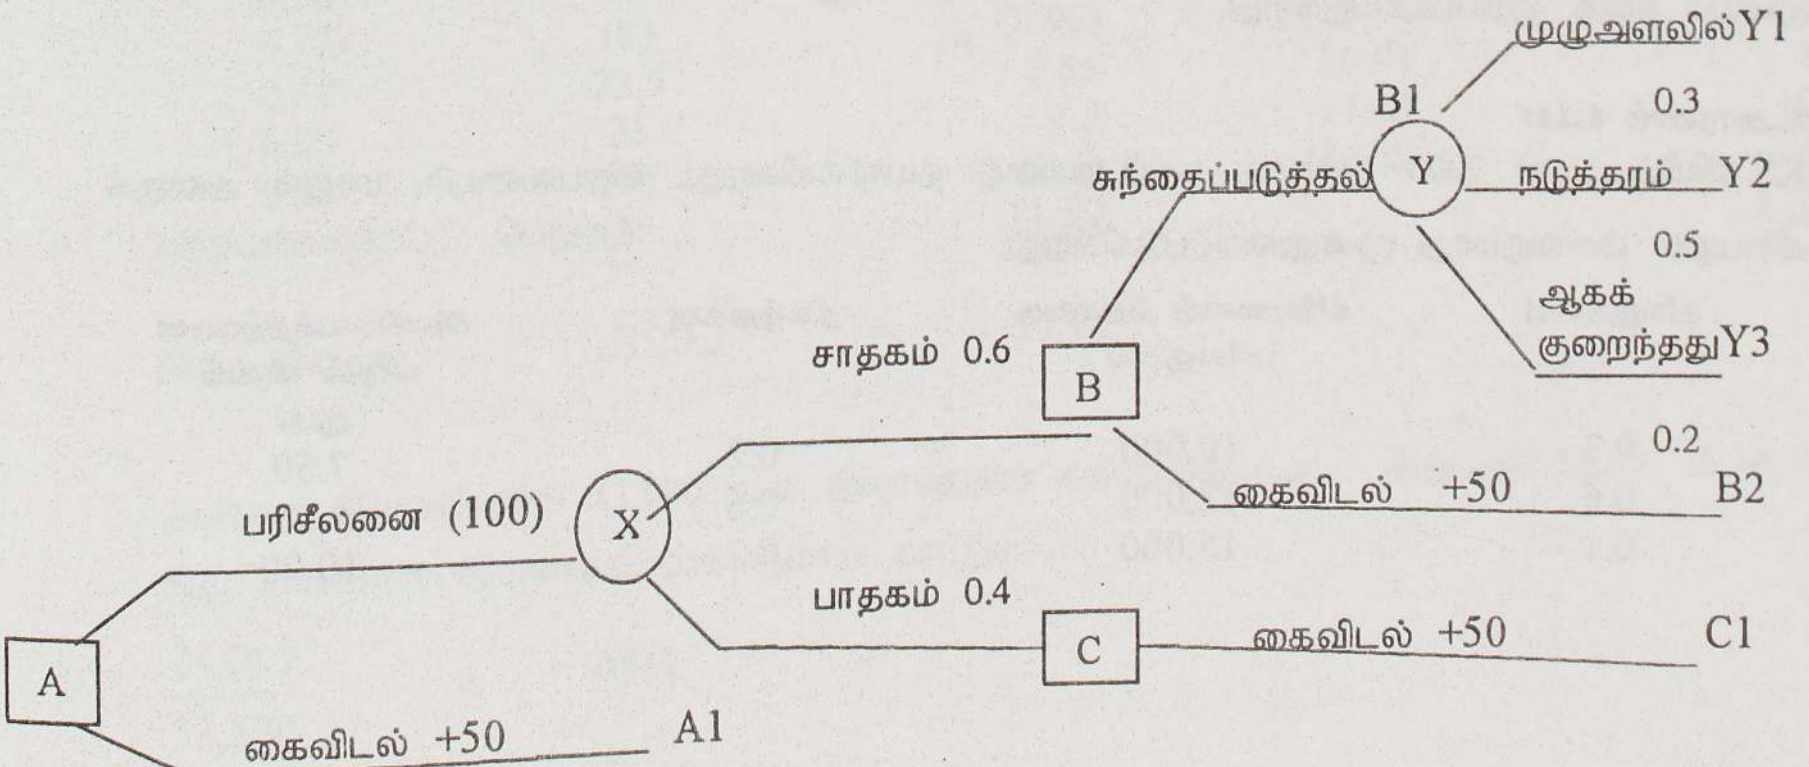 முழுஅளலில் Y1
B1
0.3
சுந்தைப்படுத்தல்
Y
நடுத்தரம்
Y2
0.5
ஆகக்
குறைந்தது Y3
சாதகம் 0.6
B
0.2
கைவிடல் +50
B2
பரிசீலனை (100)
X
பாதகம் 0.4
C
கைவிடல் +50
C1
A
கைவிடல் +50
A1